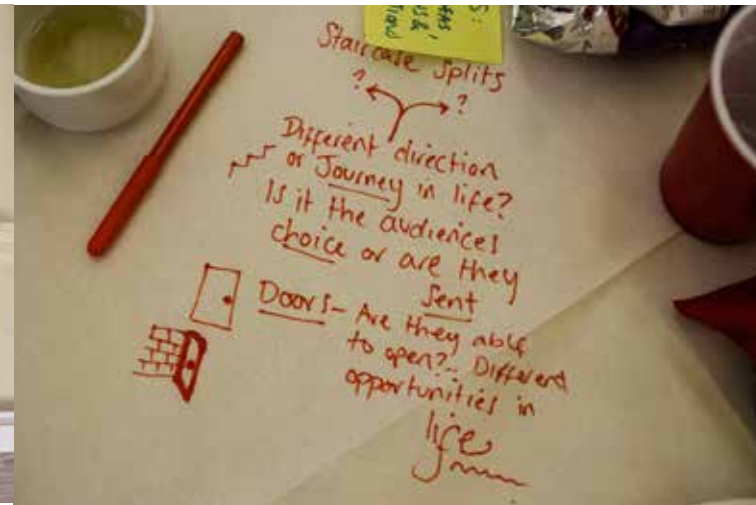 Staircase Splits
? ?
Different direction
or Journey in life?
Is it the audiences
choice or are they
sent
Doors - Are they able
to open?.. Different
opportunities in
life